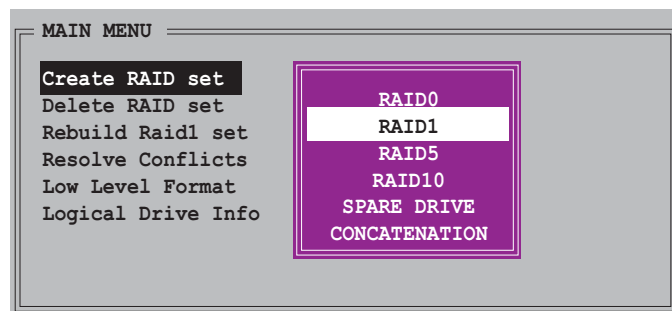 MAIN MENU
Create RAID set
Delete RAID set
Rebuild Raid1 set
Resolve Conflicts
Low Level Format
Logical Drive Info
RAID0
RAID1
RAID5
RAID10
SPARE DRIVE
CONCATENATION